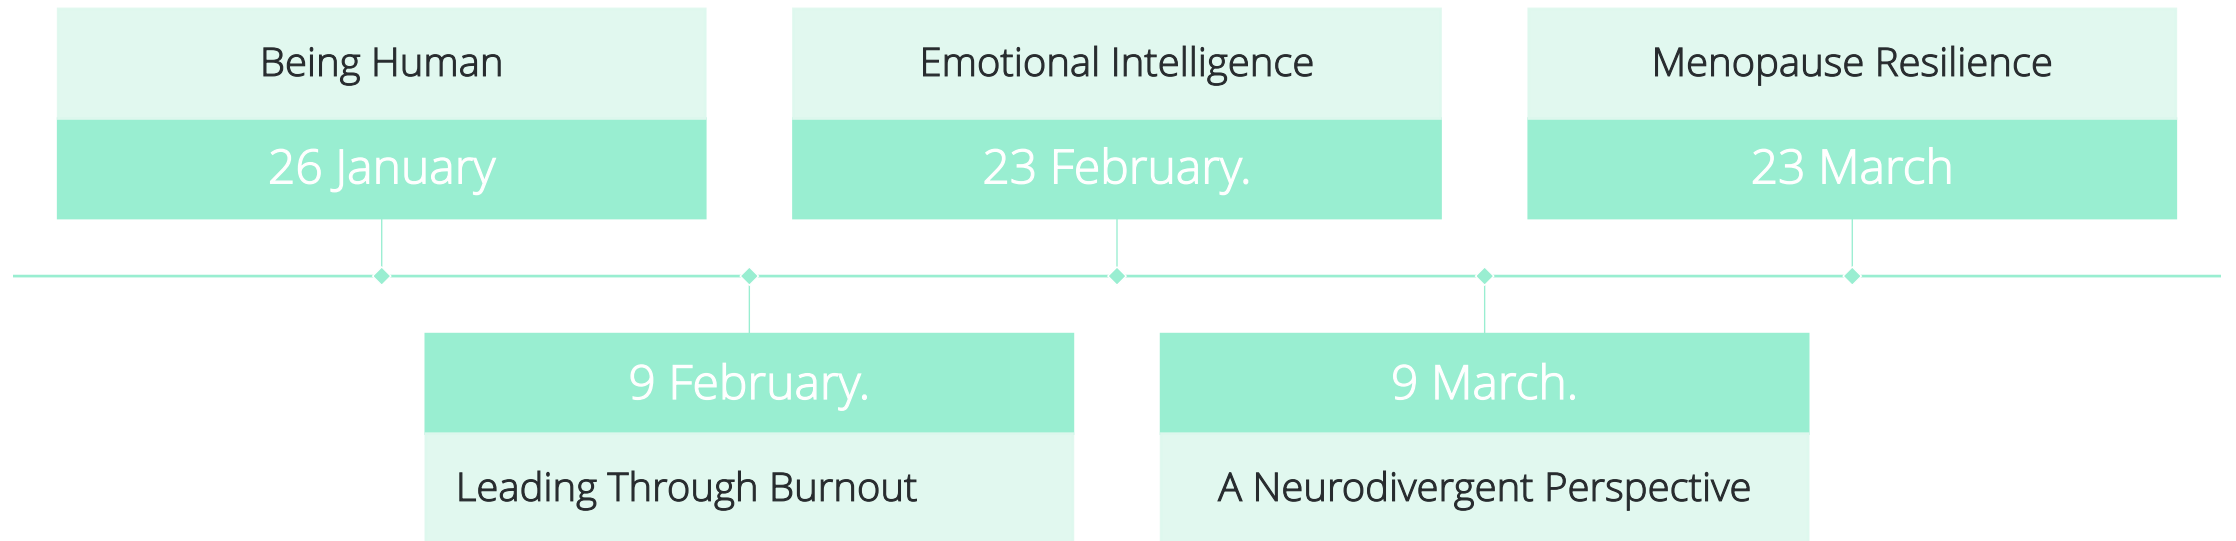 Being Human
26 January
9 February.
Leading Through Burnout
Emotional Intelligence
23 February.
9 March.
A Neurodivergent Perspective
Menopause Resilience
23 March